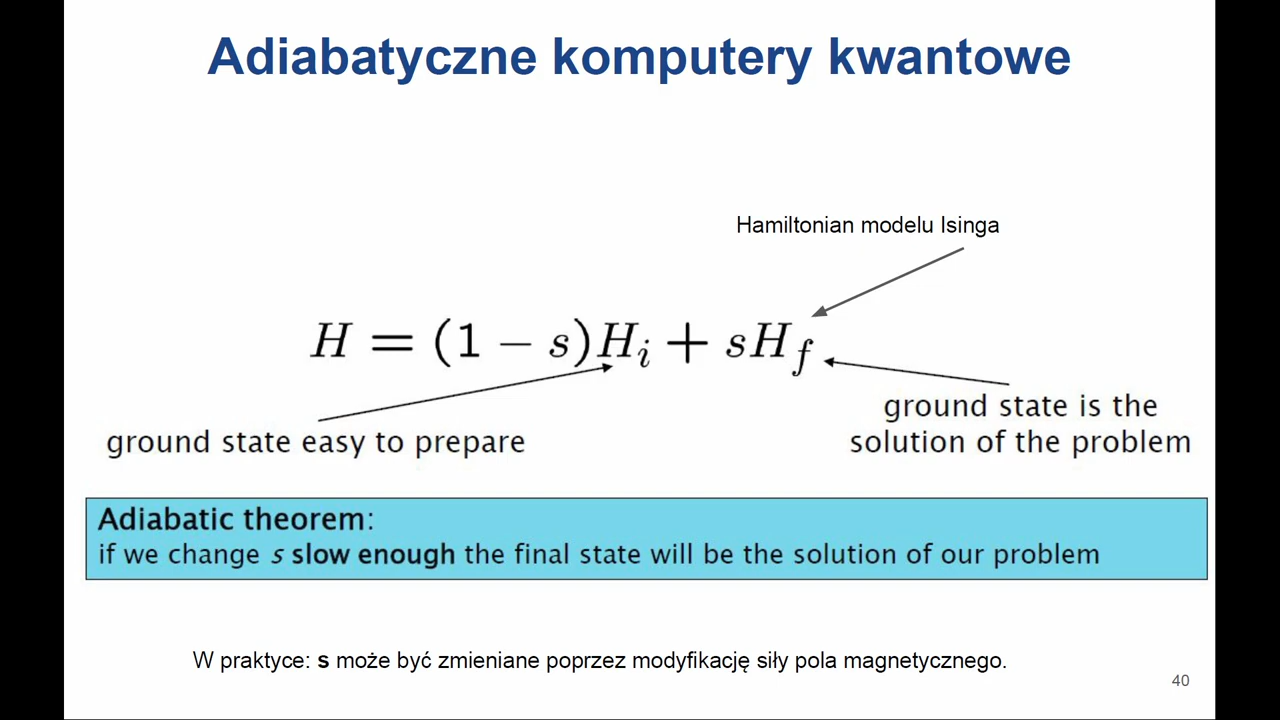 Adiabatyczne komputery kwantowe
Hamiltonian modelu Isinga
H = (1 − s)H_i + sH_f
ground state easy to prepare
ground state is the
solution of the problem
Adiabatic theorem:
if we change s slow enough the final state will be the solution of our problem
W praktyce: s może być zmieniane poprzez modyfikację siły pola magnetycznego.
40